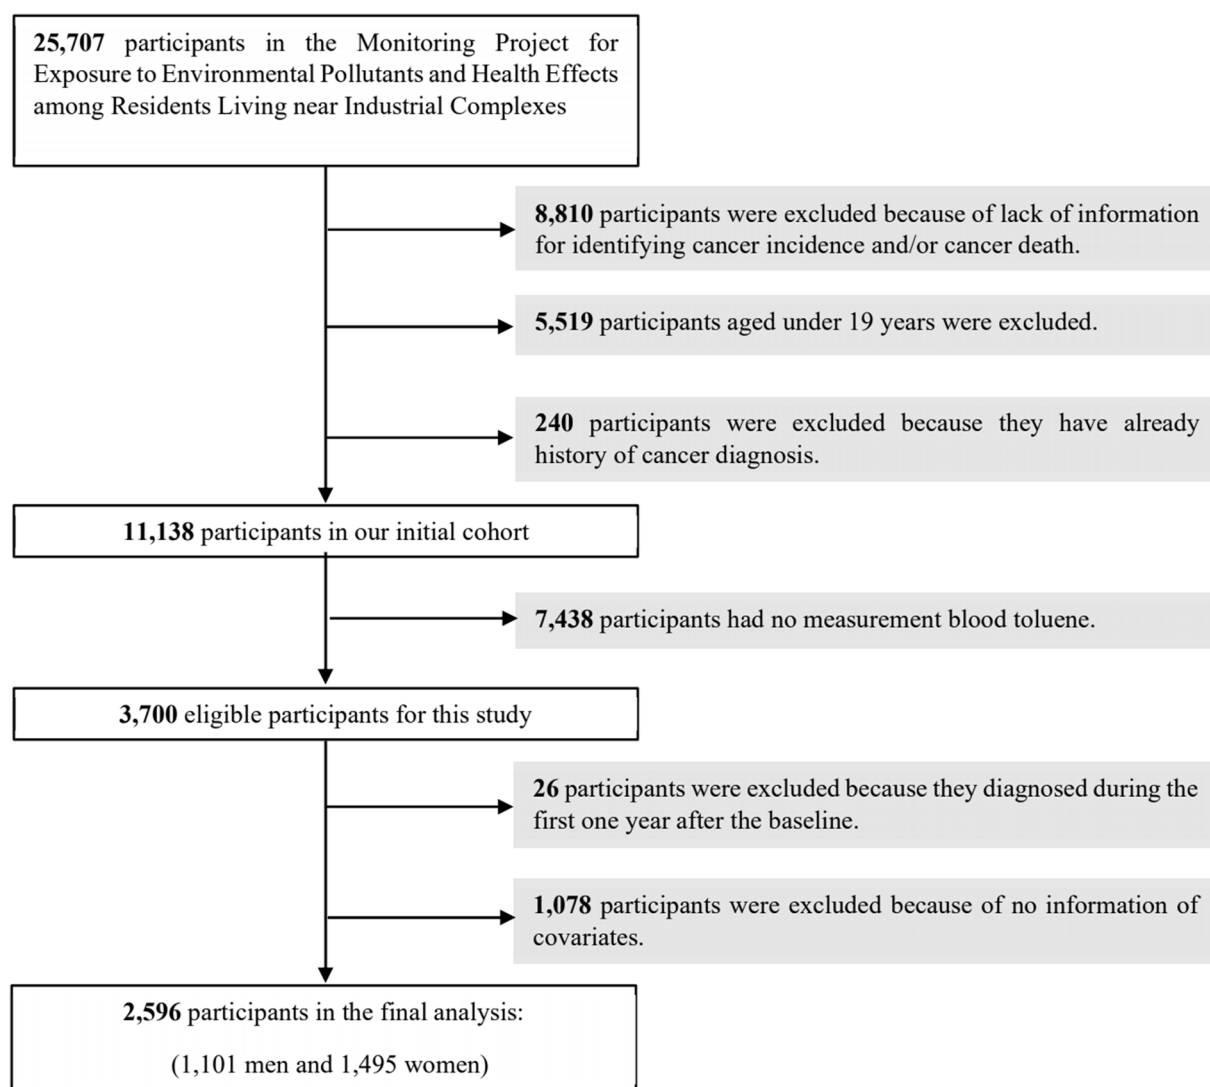 25,707 participants in the Monitoring Project for
Exposure to Environmental Pollutants and Health Effects
among Residents Living near Industrial Complexes
8,810 participants were excluded because of lack of information
for identifying cancer incidence and/or cancer death.
5,519 participants aged under 19 years were excluded.
240 participants were excluded because they have already
history of cancer diagnosis.
11,138 participants in our initial cohort
7,438 participants had no measurement blood toluene.
3,700 eligible participants for this study
26 participants were excluded because they diagnosed during the
first one year after the baseline.
1,078 participants were excluded because of no information of
covariates.
2,596 participants in the final analysis:
(1,101 men and 1,495 women)